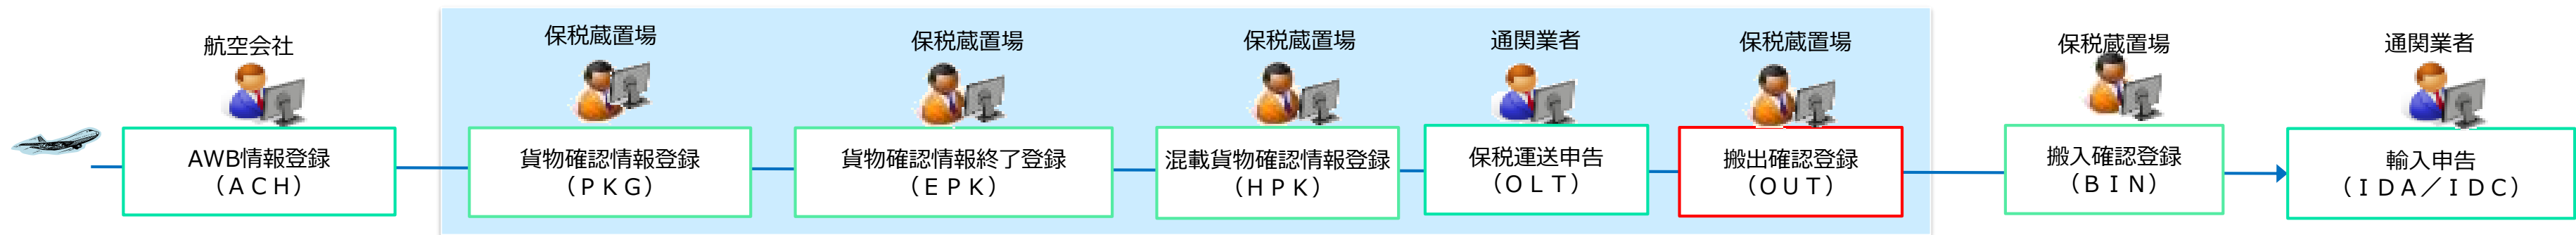 航空会社
AWB情報登録
（ＡＣＨ）
保税蔵置場
貨物確認情報登録
（ＰＫＧ）
保税蔵置場
貨物確認情報終了登録
（ＥＰＫ）
保税蔵置場
混載貨物確認情報登録
（ＨＰＫ）
通関業者
保税運送申告
（ＯＬＴ）
保税蔵置場
搬出確認登録
（ＯＵＴ）
保税蔵置場
搬入確認登録
（ＢＩＮ）
通関業者
輸入申告
（ＩＤＡ／ＩＤＣ）